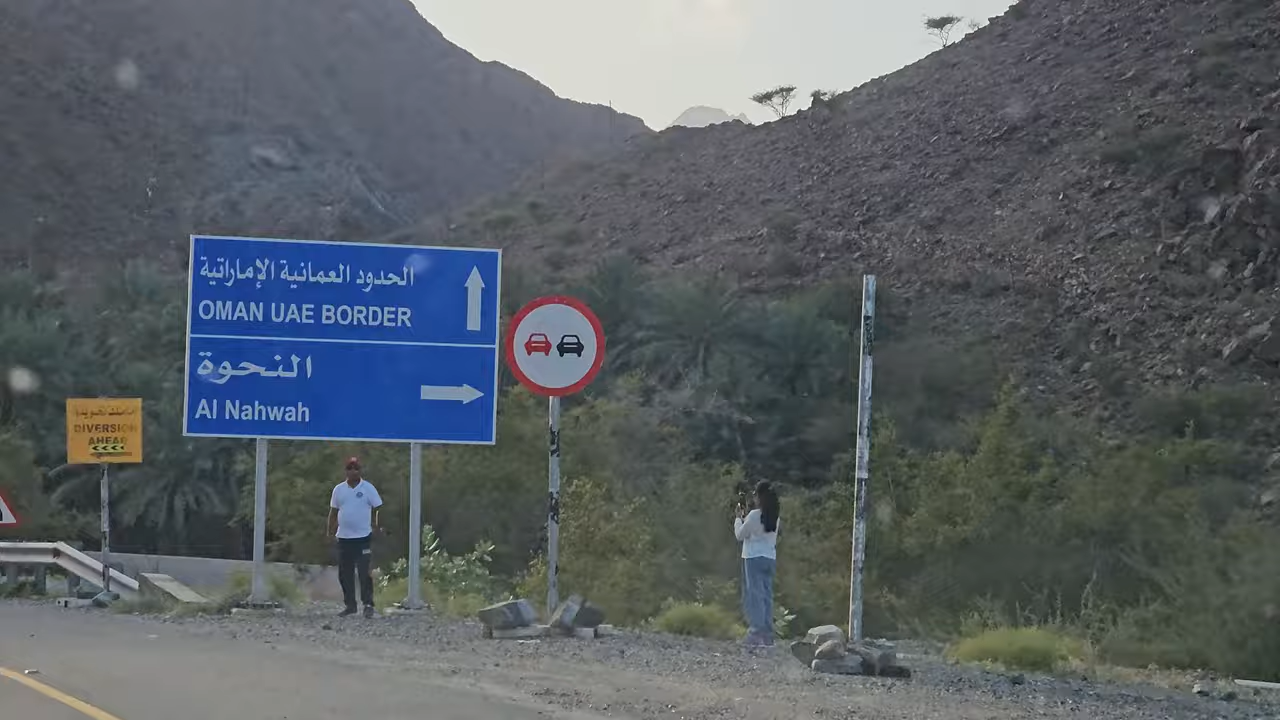 الحدود العمانية الإماراتية
OMAN UAE BORDER
النحوة
Al Nahwah
DIVERSION
AHEAD